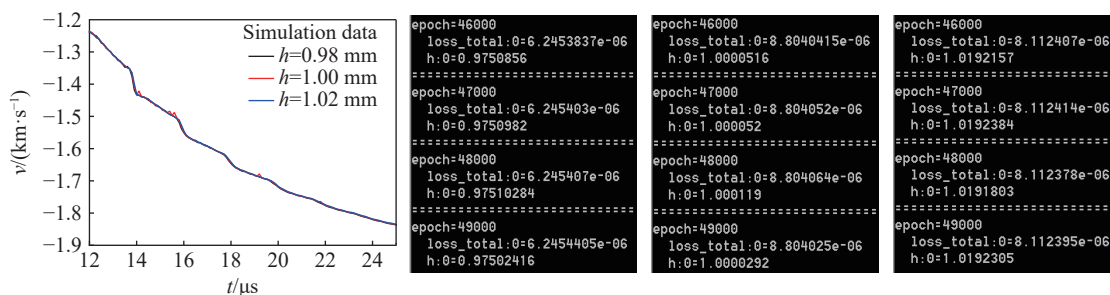 −1.2
−1.3
−1.4
−1.5
−1.6
−1.7
−1.8
−1.9
v/(km·s⁻¹)
Simulation data
h=0.98 mm
h=1.00 mm
h=1.02 mm
12 14 16 18 20 22 24
t/μs
epoch=46000
loss_total:0=6.2453837e-06
h:0=0.9750856
epoch=47000
loss_total:0=6.245403e-06
h:0=0.9750982
epoch=48000
loss_total:0=6.245407e-06
h:0=0.97510284
epoch=49000
loss_total:0=6.2454405e-06
h:0=0.97502416
epoch=46000
loss_total:0=8.8040415e-06
h:0=1.0000516
epoch=47000
loss_total:0=8.804052e-06
h:0=1.000052
epoch=48000
loss_total:0=8.804064e-06
h:0=1.000119
epoch=49000
loss_total:0=8.804025e-06
h:0=1.0000292
epoch=46000
loss_total:0=8.112407e-06
h:0=1.0192157
epoch=47000
loss_total:0=8.112414e-06
h:0=1.0192384
epoch=48000
loss_total:0=8.112378e-06
h:0=1.0191803
epoch=49000
loss_total:0=8.112395e-06
h:0=1.0192305